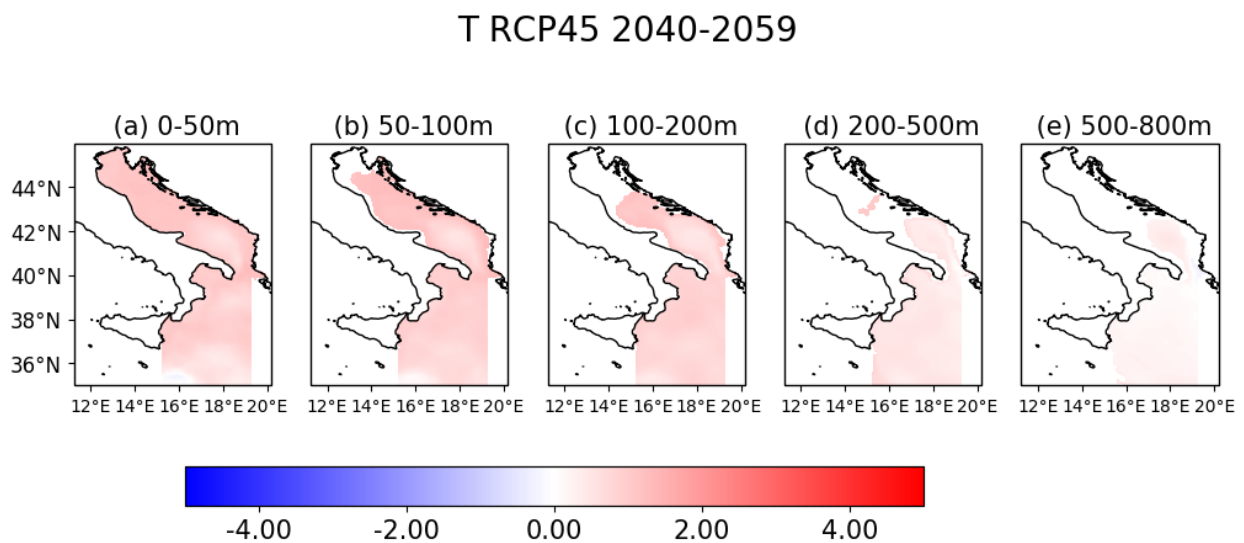 T RCP45 2040-2059
(a) 0-50m
(b) 50-100m
(c) 100-200m
(d) 200-500m
(e) 500-800m
44°N
42°N
40°N
38°N
36°N
12°E 14°E 16°E 18°E 20°E
12°E 14°E 16°E 18°E 20°E
12°E 14°E 16°E 18°E 20°E
12°E 14°E 16°E 18°E 20°E
12°E 14°E 16°E 18°E 20°E
-4.00 -2.00 0.00 2.00 4.00